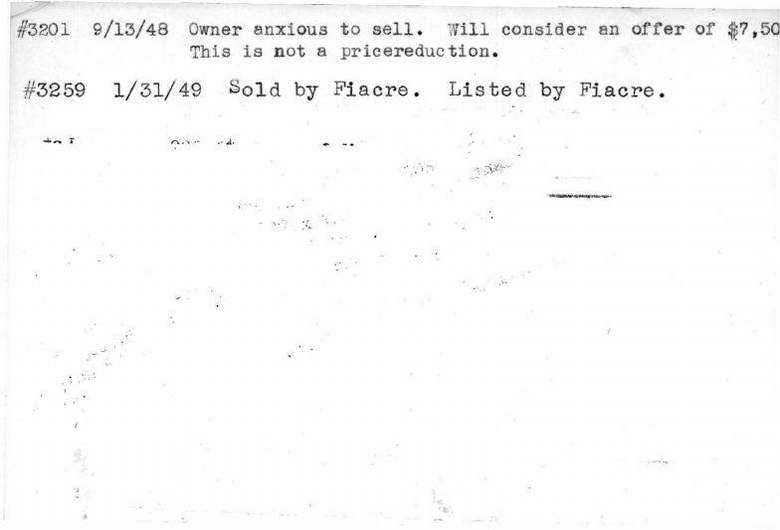 #3201 9/13/48 Owner anxious to sell. Will consider an offer of $7,50
This is not a pricereduction.
#3259 1/31/49 Sold by Fiacre. Listed by Fiacre.